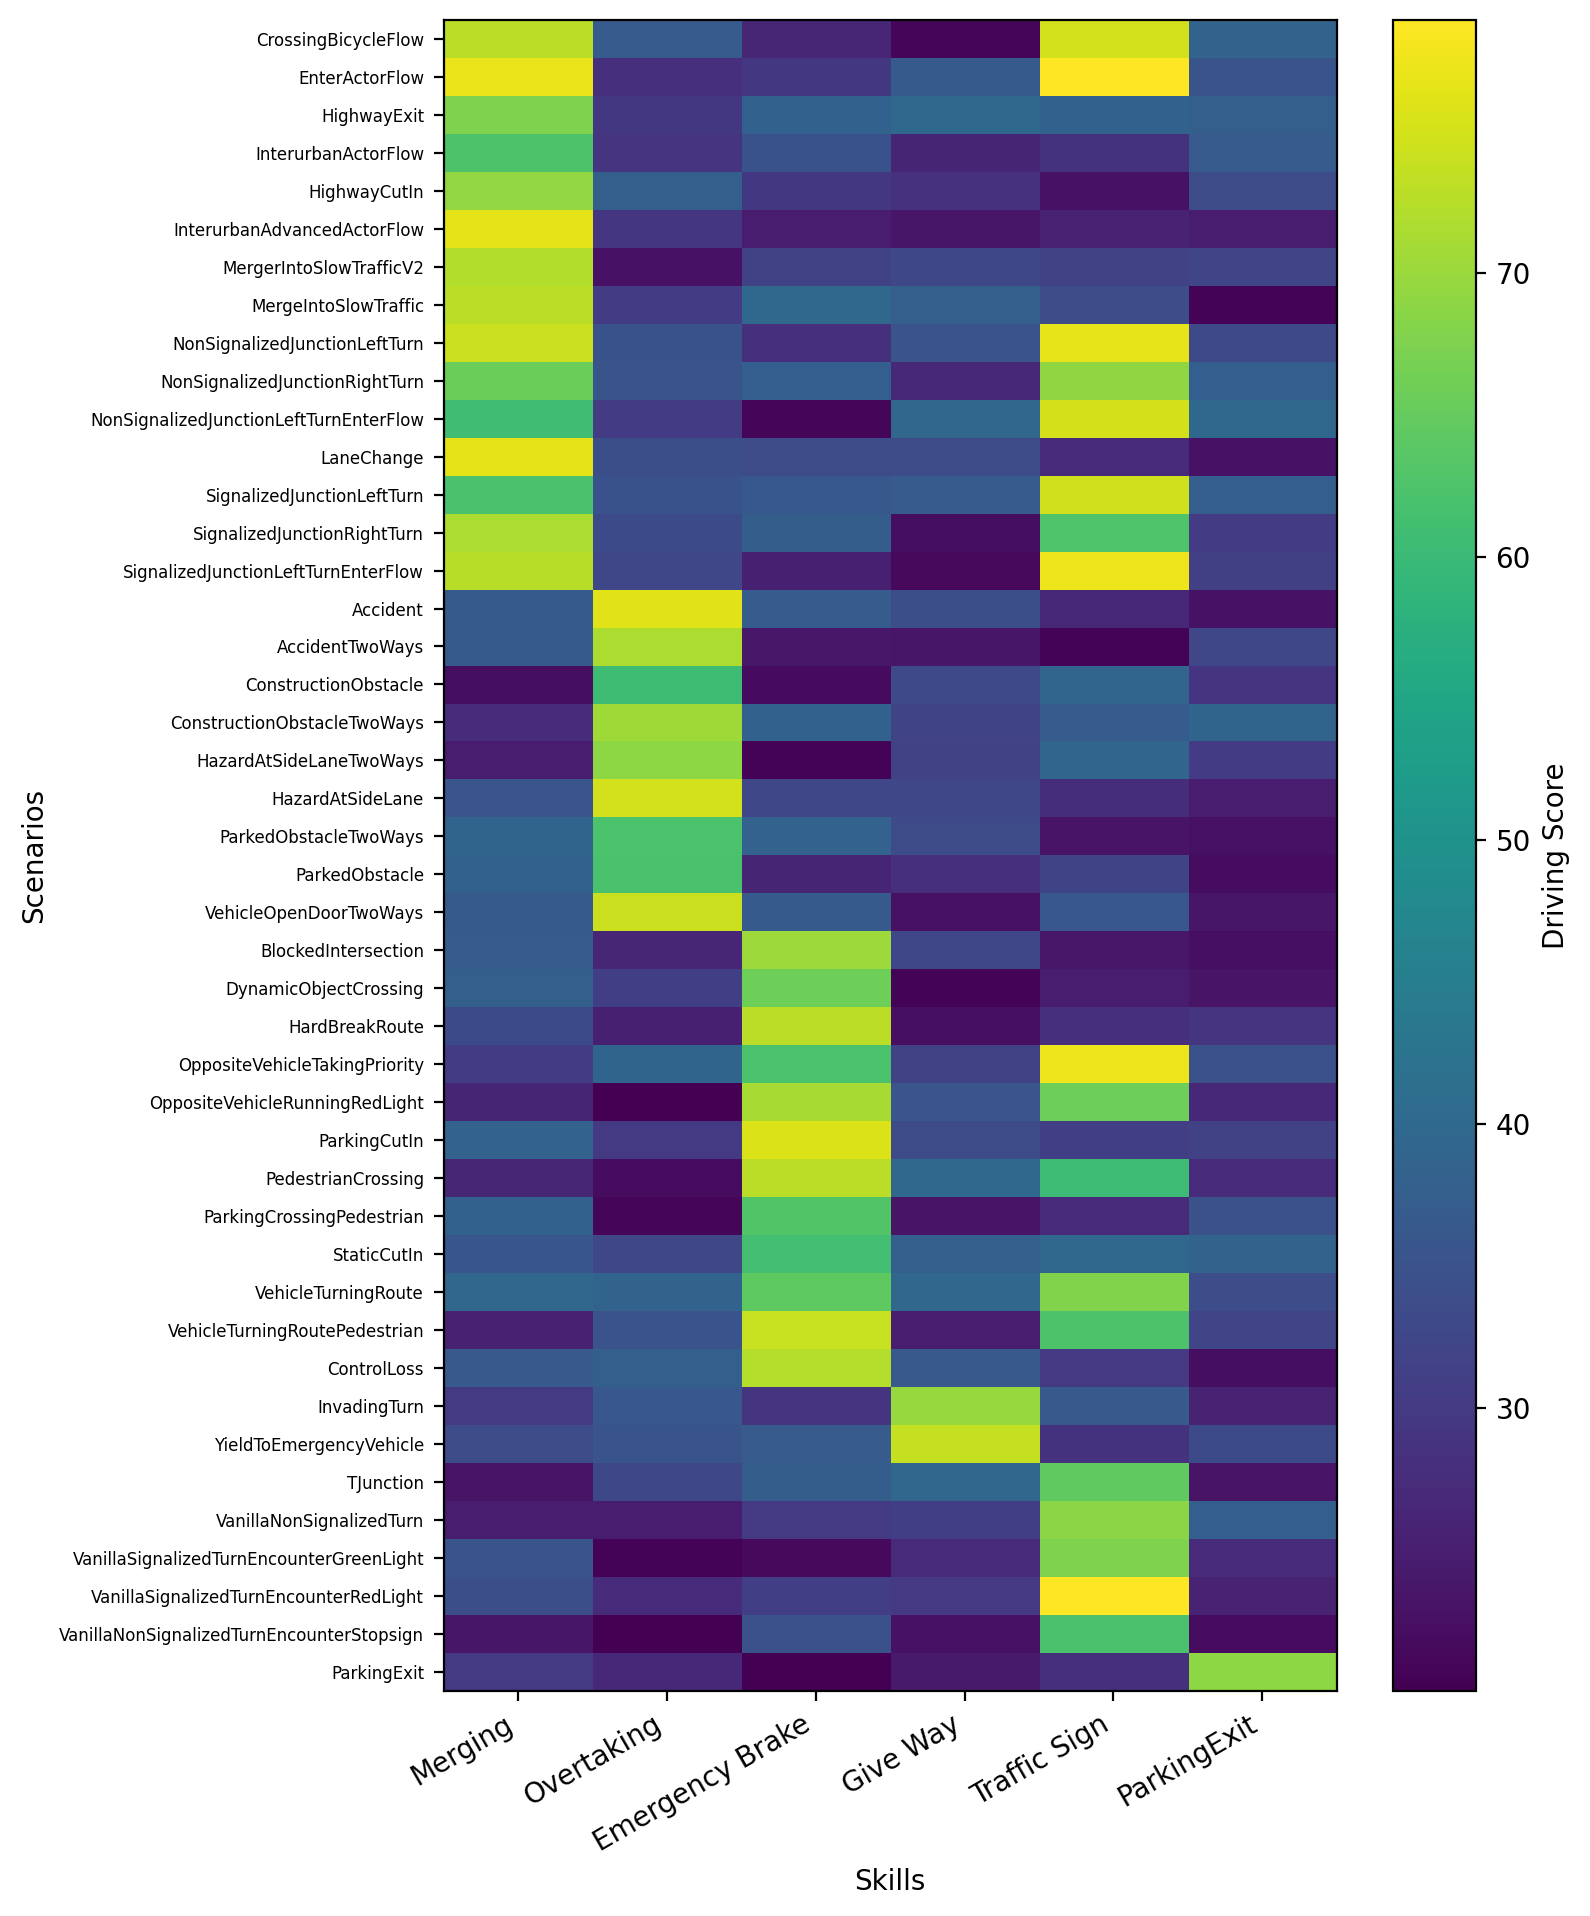 CrossingBicycleFlow
EnterActorFlow
HighwayExit
InterurbanActorFlow
HighwayCutIn
InterurbanAdvancedActorFlow
MergerIntoSlowTrafficV2
MergeIntoSlowTraffic
NonSignalizedJunctionLeftTurn
NonSignalizedJunctionRightTurn
NonSignalizedJunctionLeftTurnEnterFlow
LaneChange
SignalizedJunctionLeftTurn
SignalizedJunctionRightTurn
SignalizedJunctionLeftTurnEnterFlow
Accident
AccidentTwoWays
ConstructionObstacle
ConstructionObstacleTwoWays
HazardAtSideLaneTwoWays
HazardAtSideLane
ParkedObstacleTwoWays
ParkedObstacle
VehicleOpenDoorTwoWays
BlockedIntersection
DynamicObjectCrossing
HardBreakRoute
OppositeVehicleTakingPriority
OppositeVehicleRunningRedLight
ParkingCutIn
PedestrianCrossing
ParkingCrossingPedestrian
StaticCutIn
VehicleTurningRoute
VehicleTurningRoutePedestrian
ControlLoss
InvadingTurn
YieldToEmergencyVehicle
TJunction
VanillaNonSignalizedTurn
VanillaSignalizedTurnEncounterGreenLight
VanillaSignalizedTurnEncounterRedLight
VanillaNonSignalizedTurnEncounterStopsign
ParkingExit
Scenarios
Merging
Overtaking
Emergency Brake
Give Way
Traffic Sign
ParkingExit
Skills
70
60
50
40
30
Driving Score